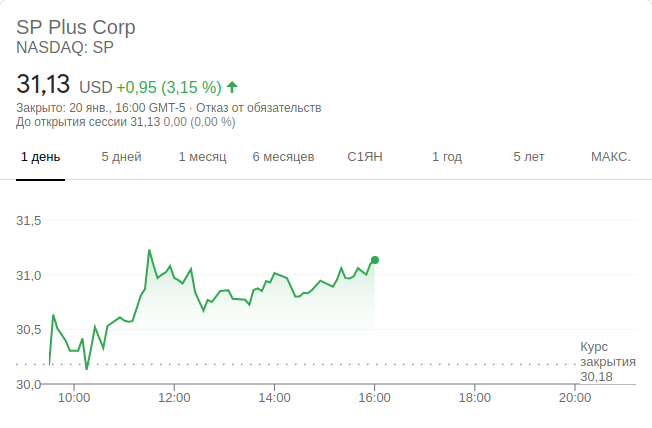 SP Plus Corp
NASDAQ: SP
31,13 USD +0,95 (3,15 %)
Закрыто: 20 янв., 16:00 GMT-5 · Отказ от обязательств
До открытия сессии 31,13 0,00 (0,00 %)
1 день 5 дней 1 месяц 6 месяцев С1ЯН 1 год 5 лет МАКС.
31,5
31,0
30,5
Курс
закрытия
30,18
30,0
10:00 12:00 14:00 16:00 18:00 20:00